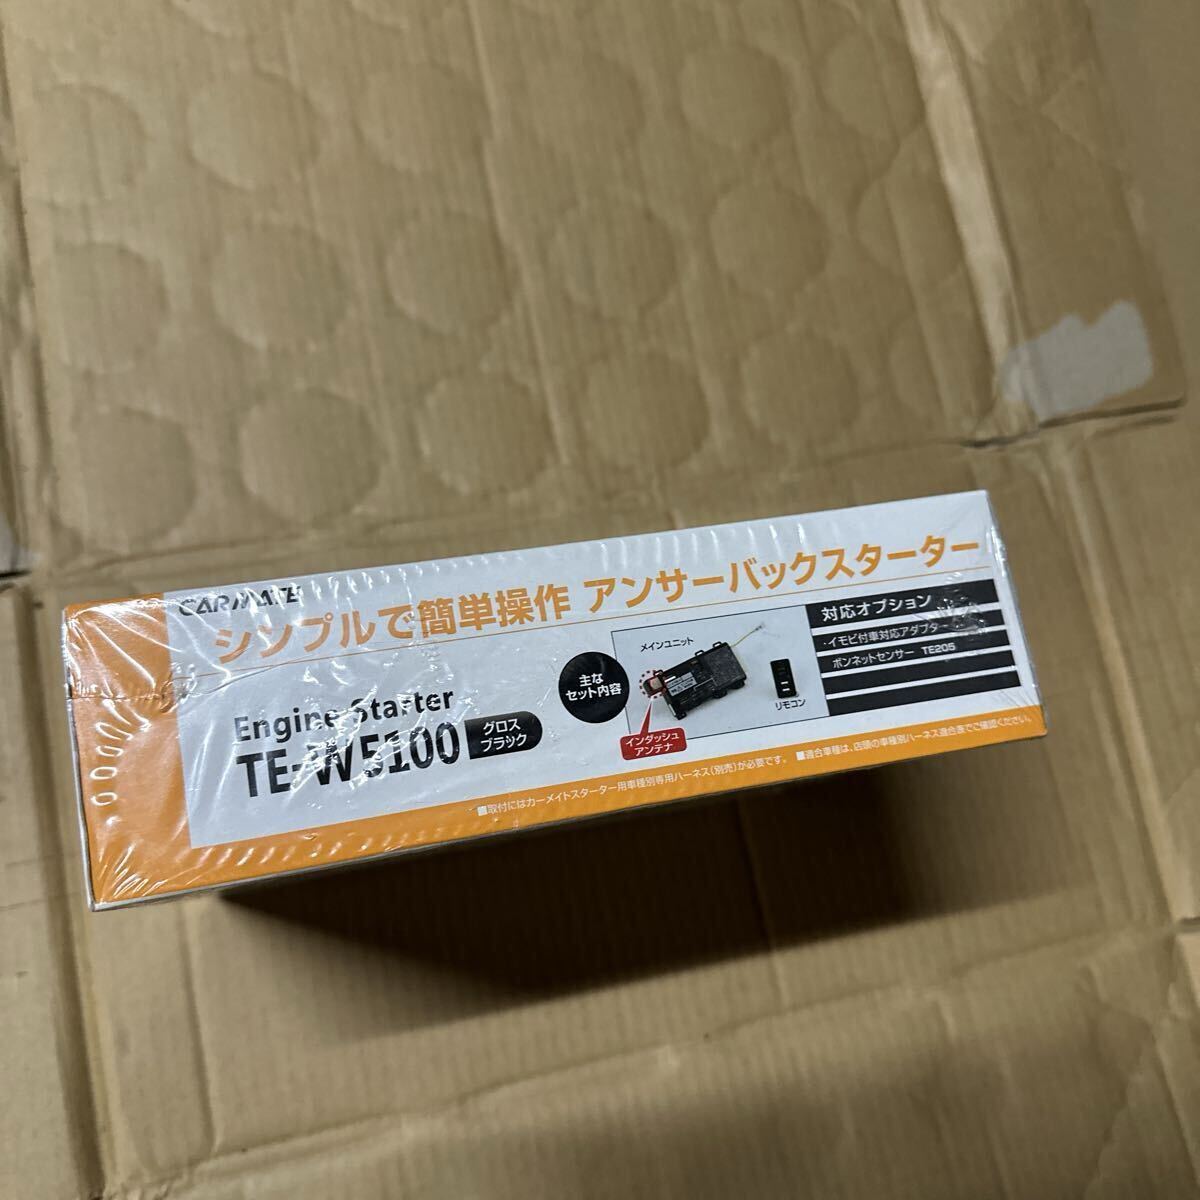 CARMATE
シンプルで簡単操作 アンサーバックスターター
Engine Starter
TE-W5100
グロス
ブラック
主な
セット内容
メインユニット
インダッシュ
アンテナ
リモコン
対応オプション
・イモビ付車対応アダプター
ボンネットセンサー TE205
■取付にはカーメイトスターター用車種別専用ハーネス(別売)が必要です。 ■適合車種は、店頭の車種別ハーネス適合表でご確認ください。